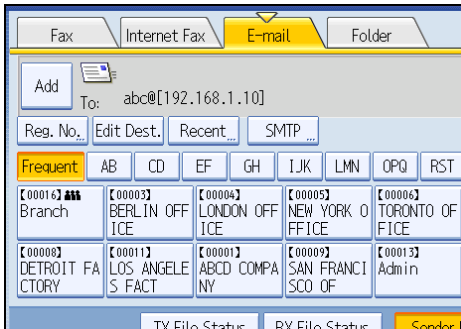 Fax Internet Fax E-mail Folder
Add To: abc@[192.168.1.10]
Reg. No. Edit Dest. Recent SMTP
Frequent AB CD EF GH IJK LMN OPQ RST
【00016】 【00003】 【00004】 【00005】 【00006】
Branch BERLIN OFF LONDON OFF NEW YORK O TORONTO OF
ICE ICE FFICE FICE
【00008】 【00011】 【00001】 【00009】 【00013】
DETROIT FA LOS ANGELE ABCD COMPA SAN FRANCI Admin
CTORY S FACT NY SCO OF
TX File Status RX File Status Sender